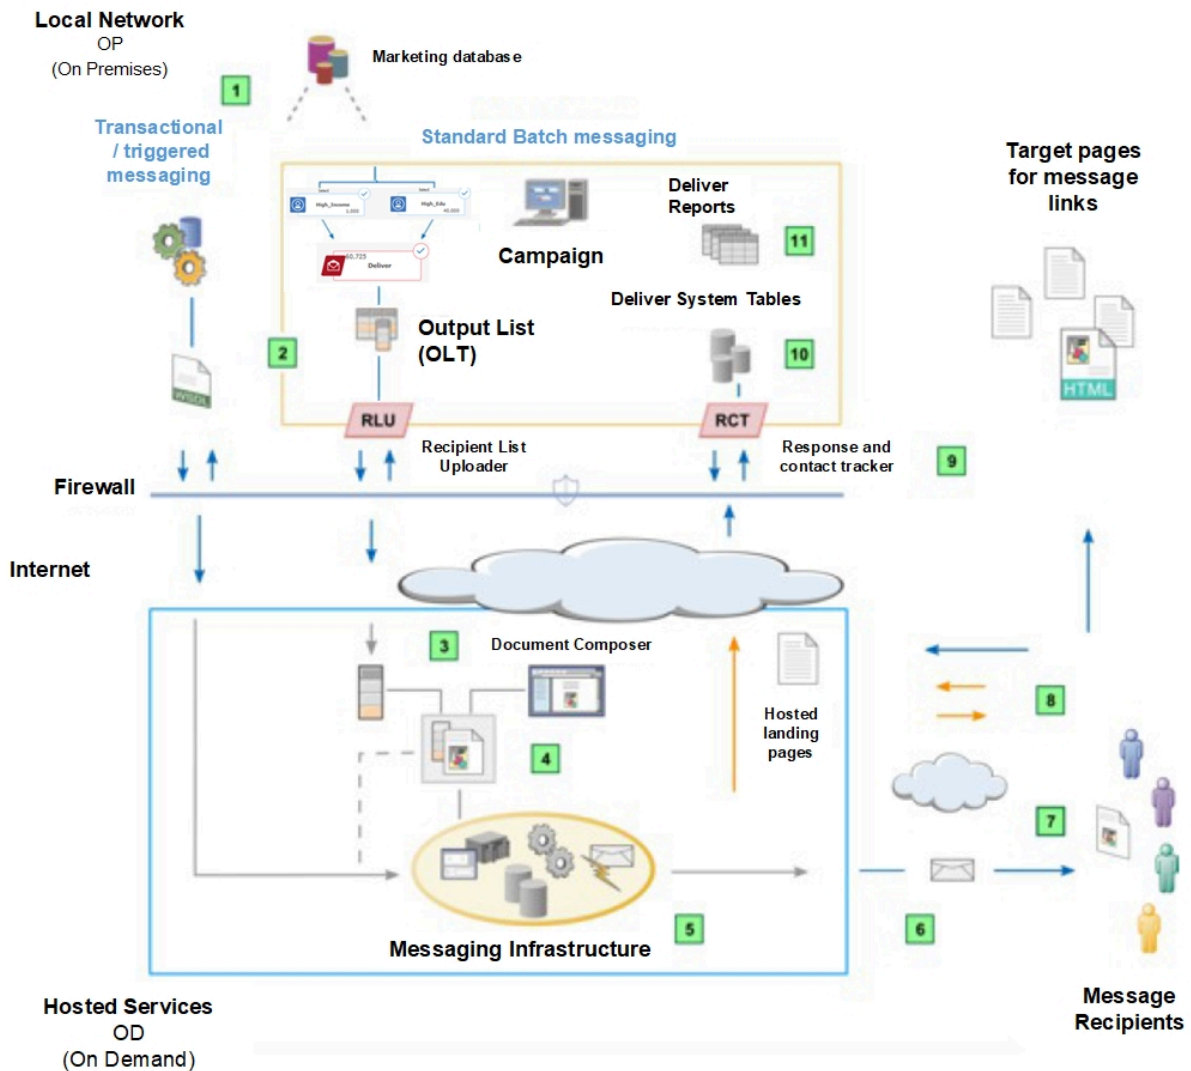 Local Network
OP
(On Premises)
Marketing database
1
Transactional
/ triggered
messaging
Standard Batch messaging
Target pages
for message
links
High_Income
High_Edu
Deliver
Reports
11
Campaign
Deliver
Deliver System Tables
Output List
(OLT)
2
10
WSDL
HTML
RLU
RCT
Recipient List
Uploader
Response and
contact tracker
9
Firewall
Internet
3
Document Composer
8
Hosted
landing
pages
4
7
5
6
Messaging Infrastructure
Hosted Services
OD
(On Demand)
Message
Recipients